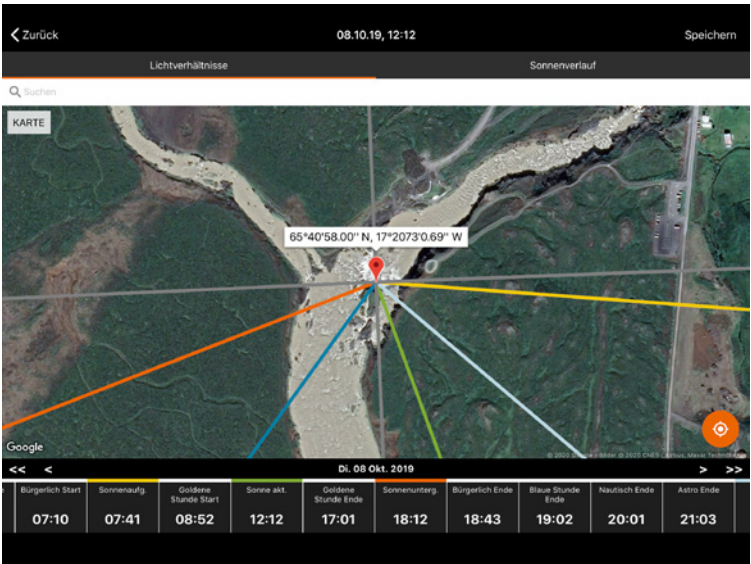 Zurück
08.10.19, 12:12
Speichern
Lichtverhältnisse
Sonnenverlauf
Suchen
KARTE
65°40'58.00'' N, 17°2073'0.69'' W
Google
<< <
Di. 08 Okt. 2019
> >>
Bürgerlich Start
07:10
Sonnenaufg.
07:41
Goldene
Stunde Start
08:52
Sonne akt.
12:12
Goldene
Stunde Ende
17:01
Sonnenunterg.
18:12
Bürgerlich Ende
18:43
Blaue Stunde
Ende
19:02
Nautisch Ende
20:01
Astro Ende
21:03